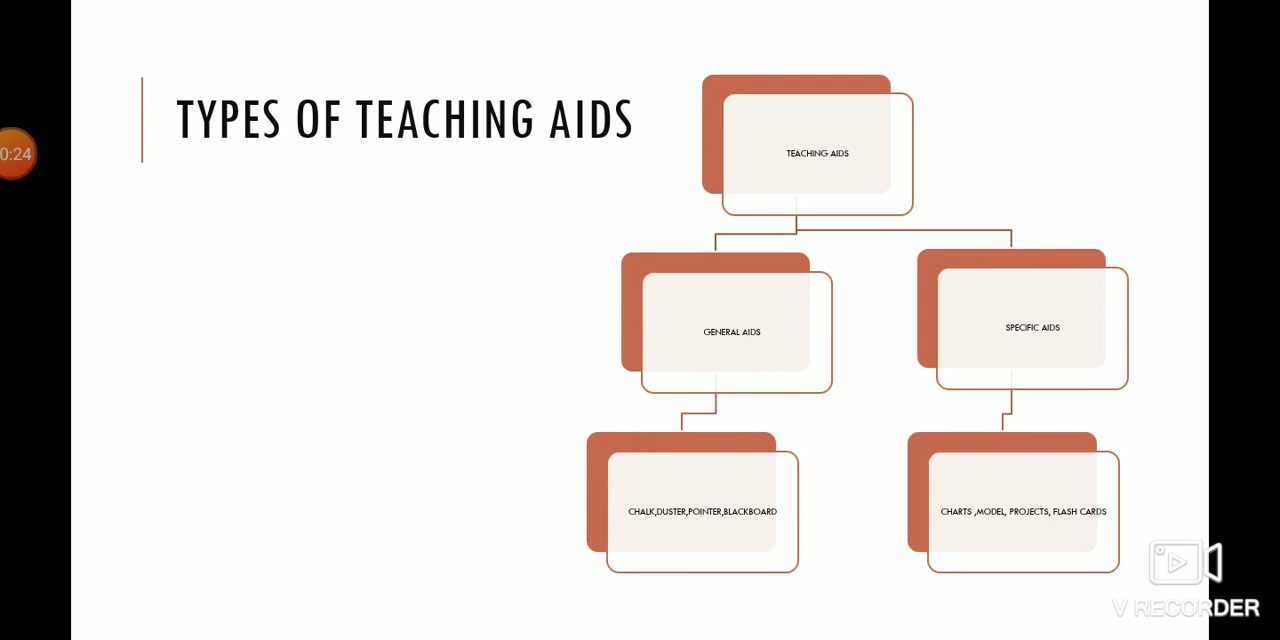 TYPES OF TEACHING AIDS
0:24
TEACHING AIDS
GENERAL AIDS
SPECIFIC AIDS
CHALK,DUSTER,POINTER,BLACKBOARD
CHARTS ,MODEL, PROJECTS, FLASH CARDS
V RECORDER